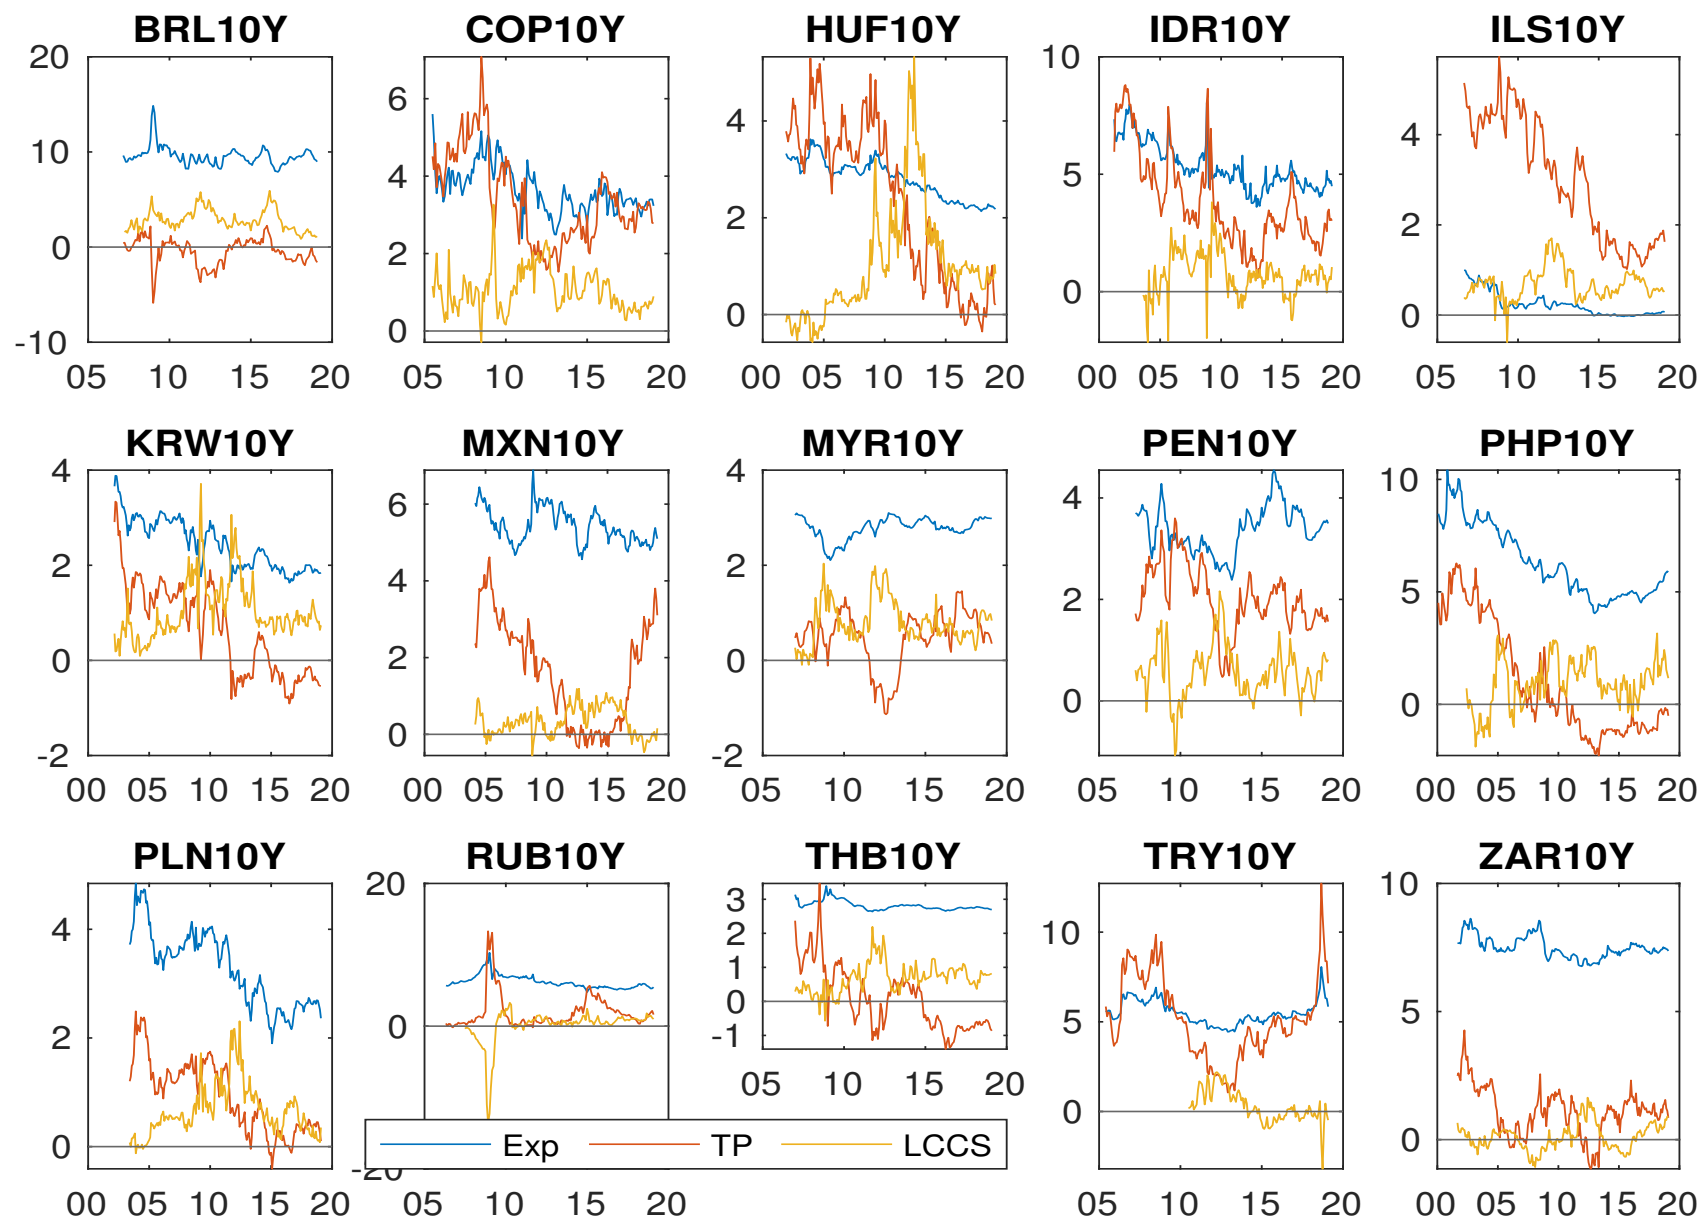 BRL10Y COP10Y HUF10Y IDR10Y ILS10Y
20 10 0 -10 05 10 15 20
6 4 2 0 05 10 15 20
4 2 0 00 05 10 15 20
10 5 0 00 05 10 15 20
4 2 0 05 10 15 20
KRW10Y MXN10Y MYR10Y PEN10Y PHP10Y
4 2 0 -2 00 05 10 15 20
6 4 2 0 00 05 10 15 20
4 2 0 -2 05 10 15 20
4 2 0 05 10 15 20
10 5 0 00 05 10 15 20
PLN10Y RUB10Y THB10Y TRY10Y ZAR10Y
4 2 0 00 05 10 15 20
20 0 -20 05 10 15 20
3 2 1 0 -1 05 10 15 20
10 5 0 05 10 15 20
10 5 0 00 05 10 15 20
Exp TP LCCS